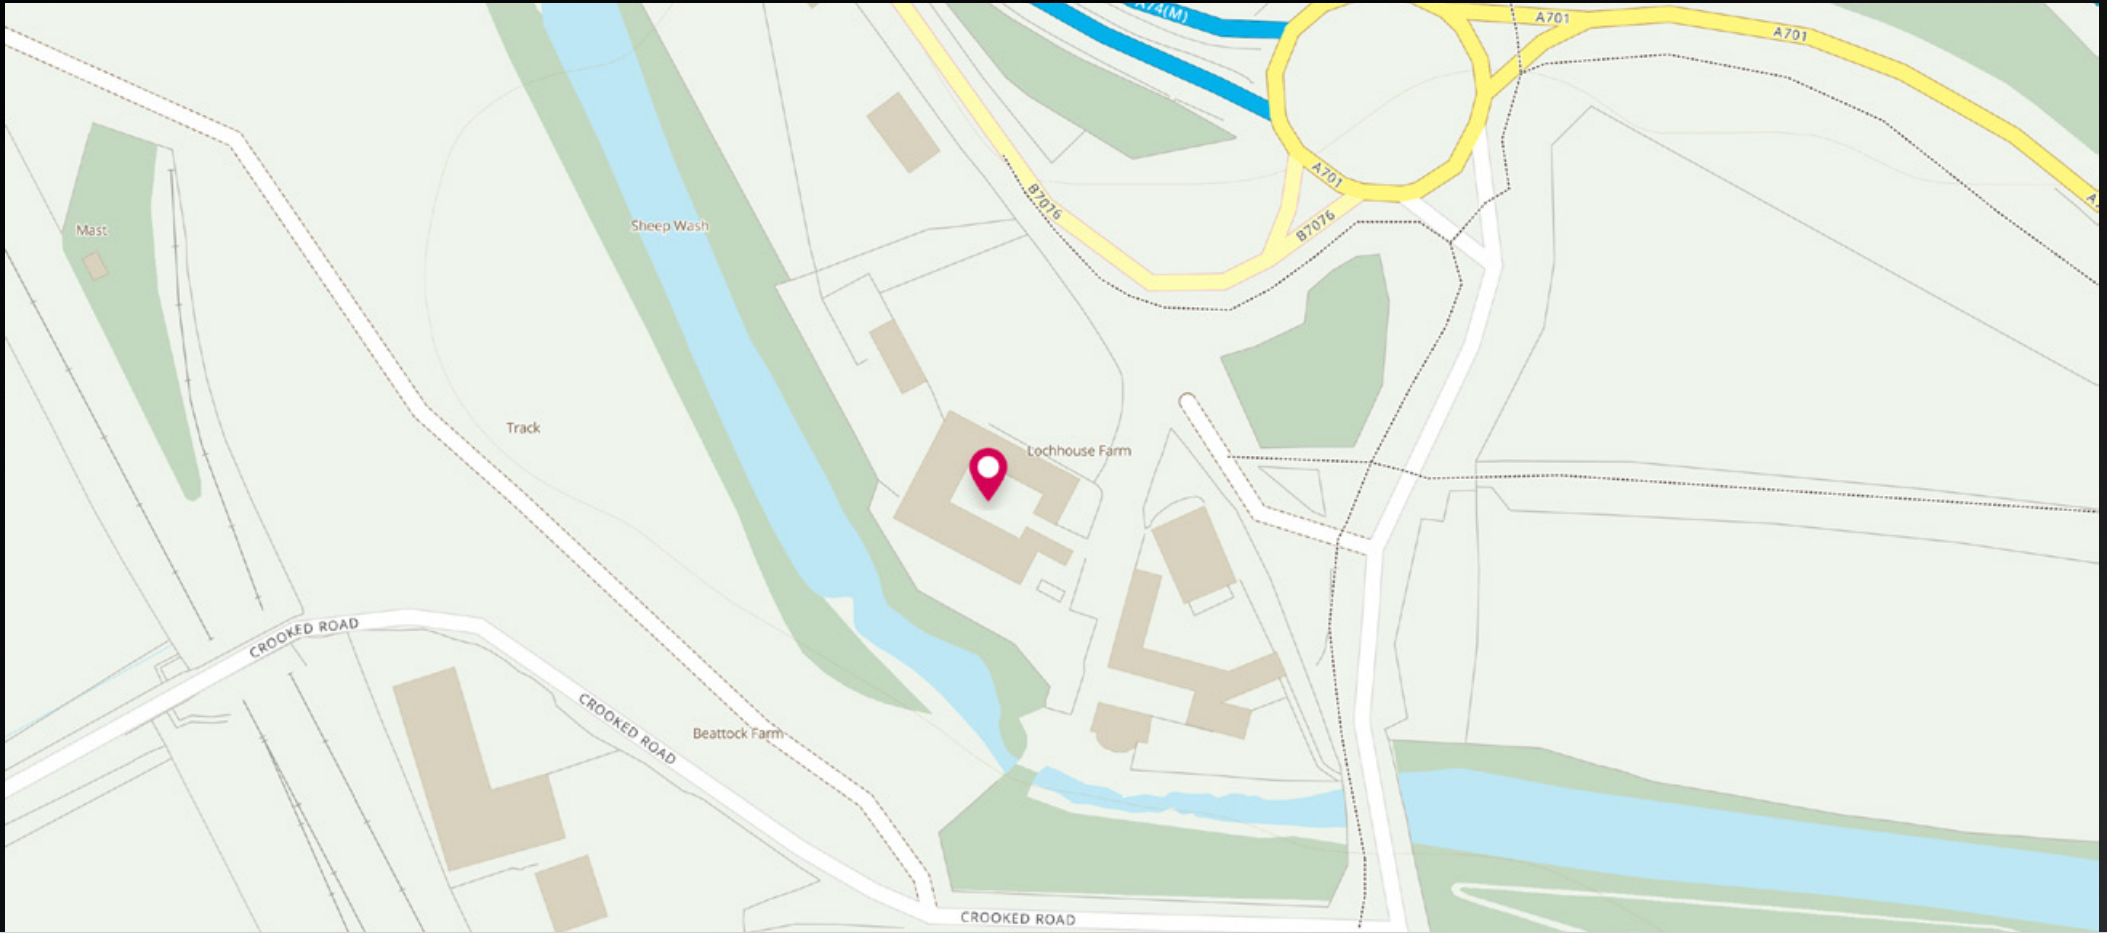 A74(M)
A701
A701
A701
B7076
B7076
Sheep Wash
Mast
Track
Lochhouse Farm
CROOKED ROAD
CROOKED ROAD
Beattock Farm
CROOKED ROAD